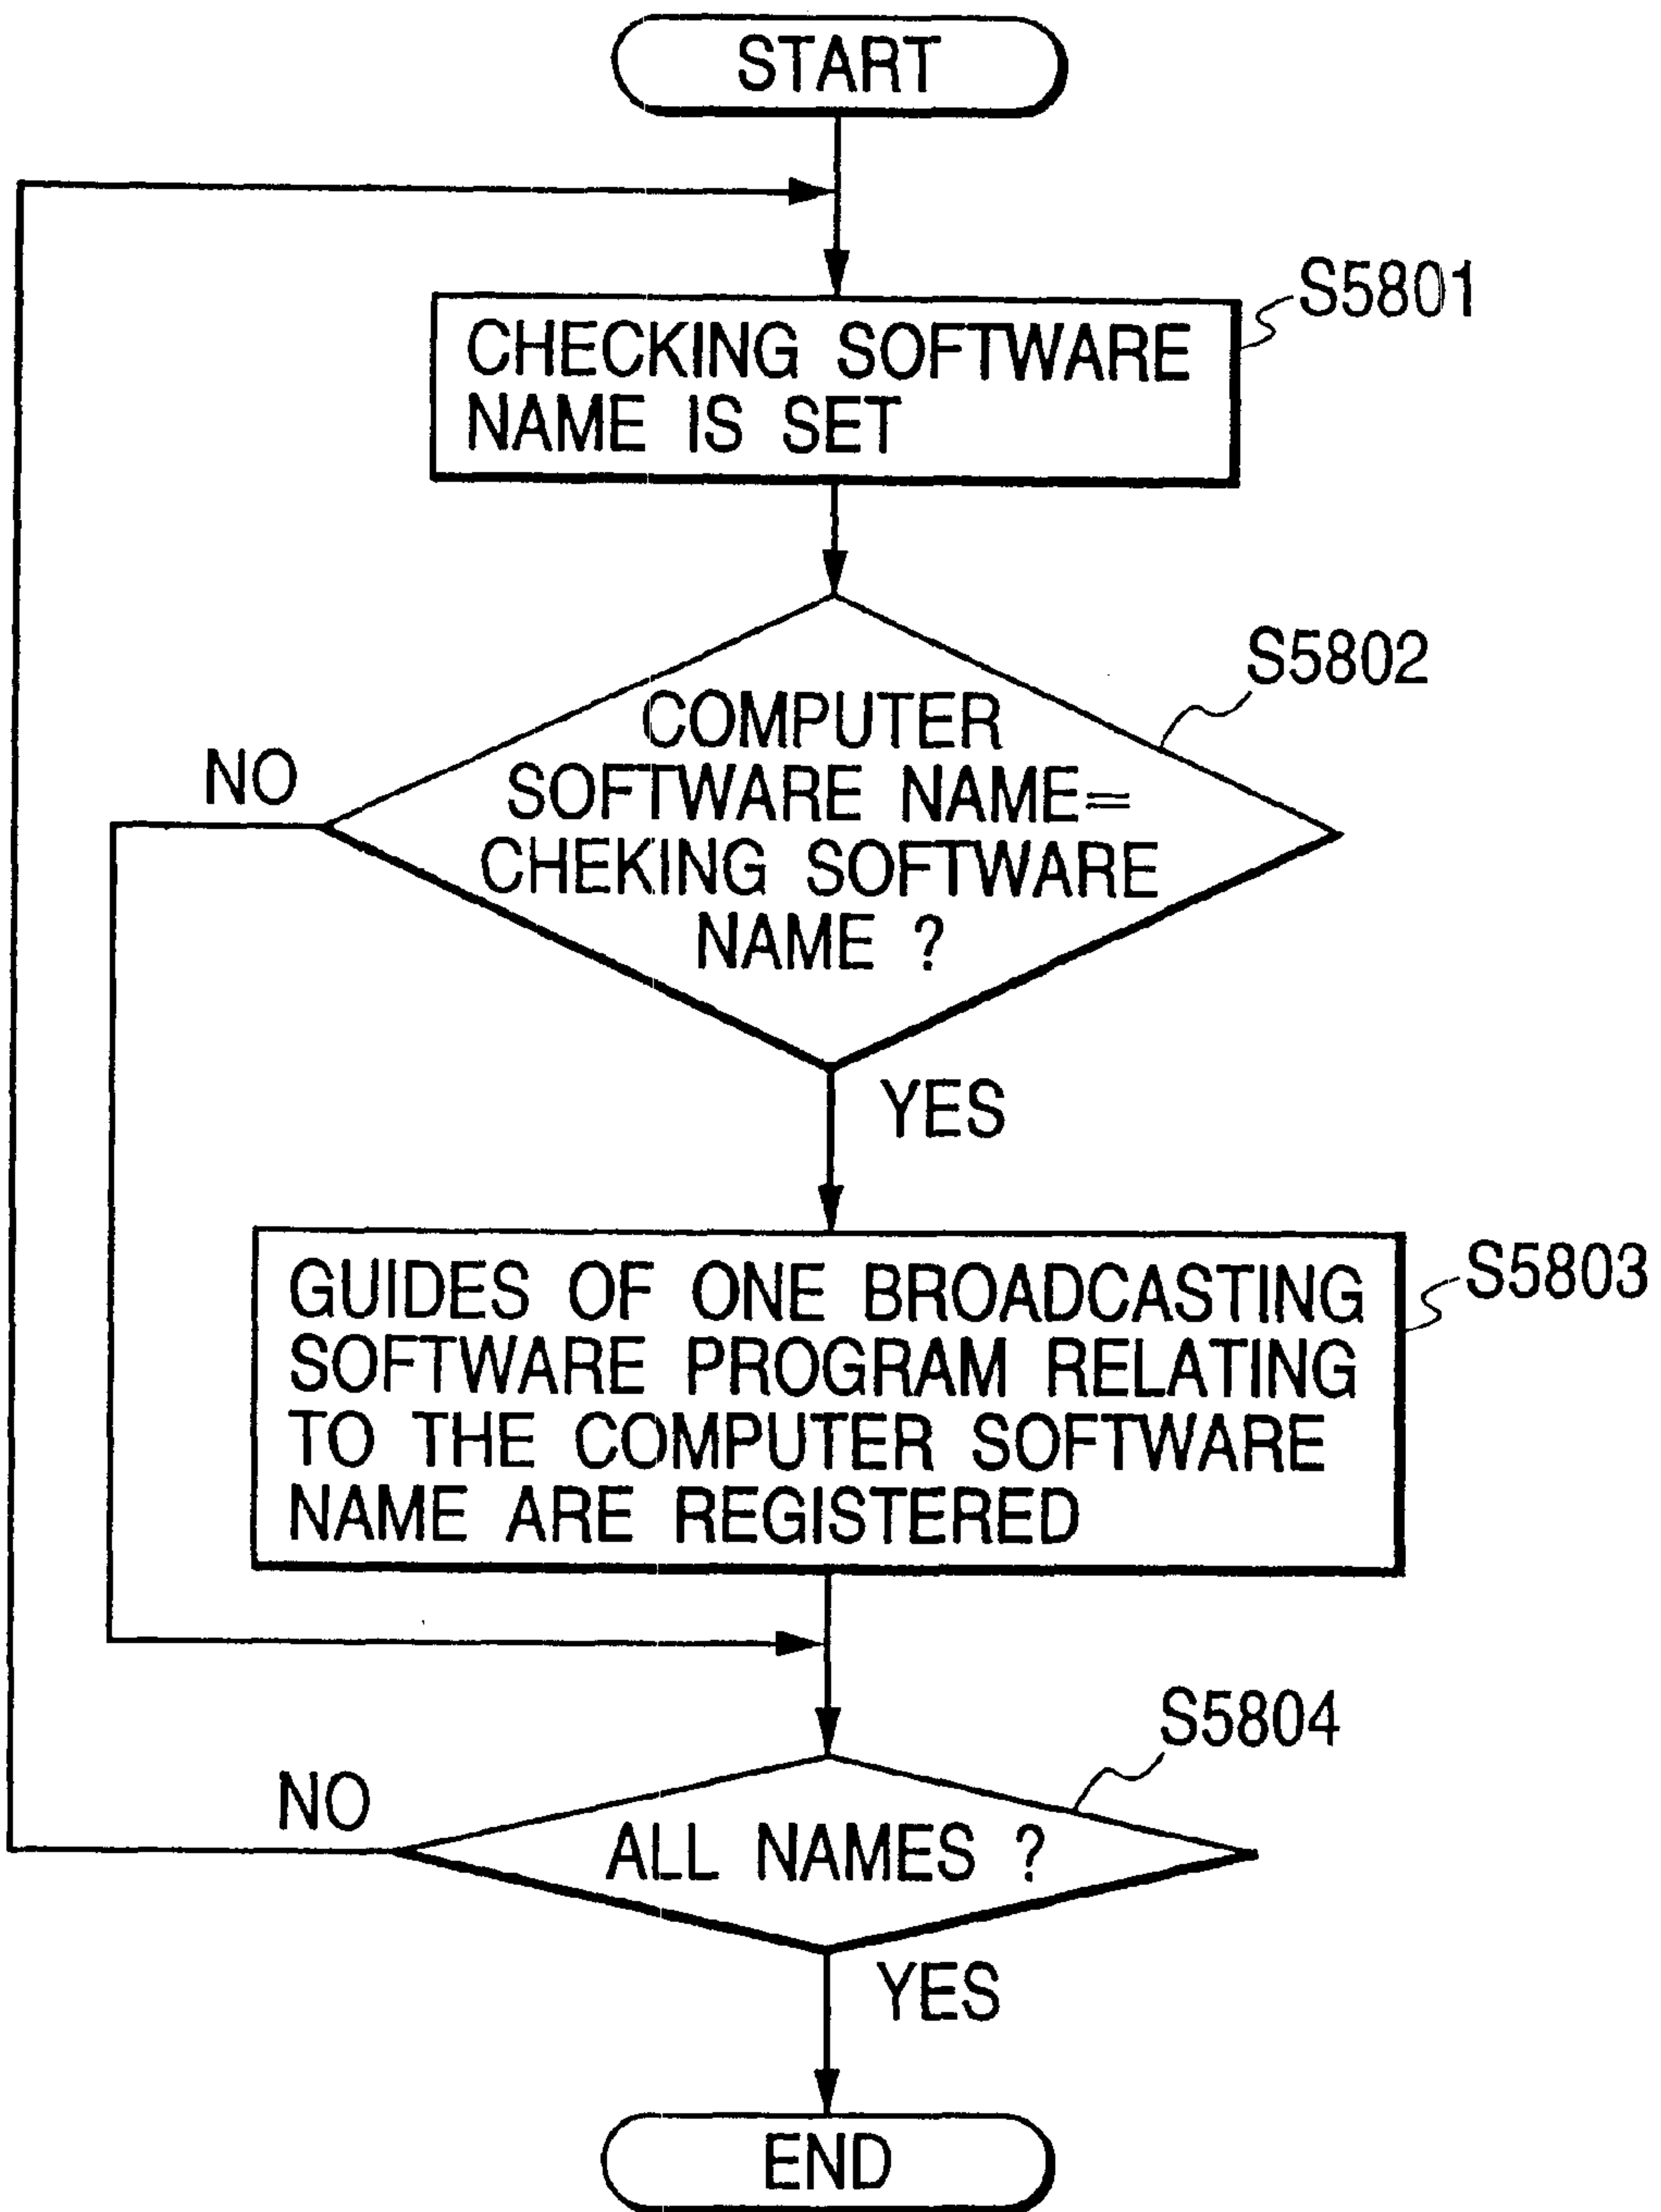 START
S5801
CHECKING SOFTWARE
NAME IS SET
S5802
COMPUTER
SOFTWARE NAME=
CHEKING SOFTWARE
NAME ?
NO
YES
S5803
GUIDES OF ONE BROADCASTING
SOFTWARE PROGRAM RELATING
TO THE COMPUTER SOFTWARE
NAME ARE REGISTERED
S5804
NO
ALL NAMES ?
YES
END